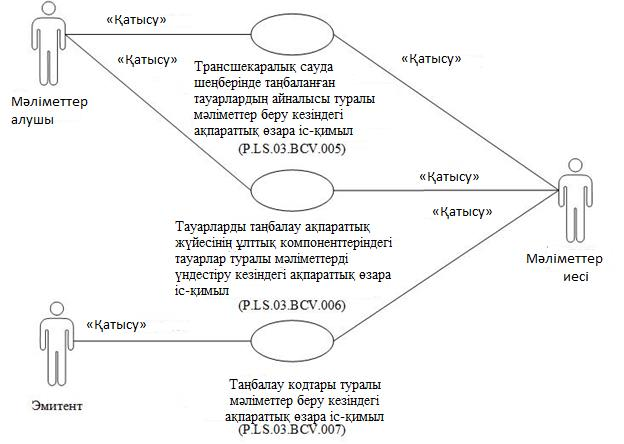 «Қатысу»
«Қатысу»
«Қатысу»
Мәліметтер
алушы
Трансшекаралық сауда
шеңберінде таңбаланған
тауарлардың айналысы туралы
мәліметтер беру кезіндегі
ақпараттық өзара іс-қимыл
(P.LS.03.BCV.005)
«Қатысу»
«Қатысу»
Тауарларды таңбалау ақпараттық
жүйесінің ұлттық компоненттеріндегі
тауарлар туралы мәліметтерді
үндестіру кезіндегі ақпараттық өзара
іс-қимыл
(P.LS.03.BCV.006)
Мәліметтер
иесі
«Қатысу»
Эмитент
Таңбалау кодтары туралы
мәліметтер беру кезіндегі
ақпараттық өзара іс-қимыл
(P.LS.03.BCV.007)